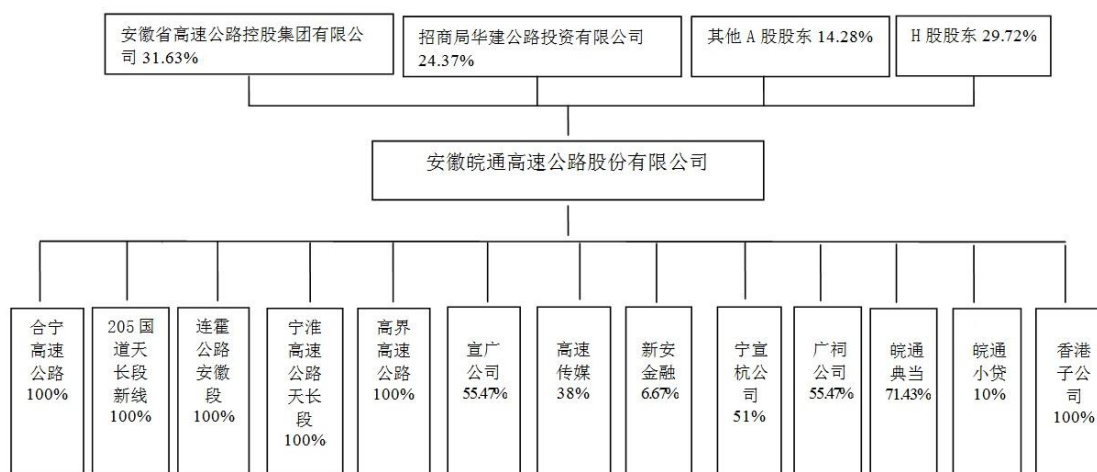 安徽省高速公路控股集团有限公
司 31.63%
招商局华建公路投资有限公司
24.37%
其他 A 股股东 14.28%
H 股股东 29.72%
安徽皖通高速公路股份有限公司
合宁
高速
公路
100%
205 国
道天
长段
新线
100%
连霍
公路
安徽
段
100%
宁淮
高速
公路
天长
段
100%
高界
高速
公路
100%
宣广
公司
55.47%
高速
传媒
38%
新安
金融
6.67%
宁宣
杭公
司
51%
广祠
公司
55.47%
皖通
典当
71.43%
皖通
小贷
10%
香港
子公
司
100%